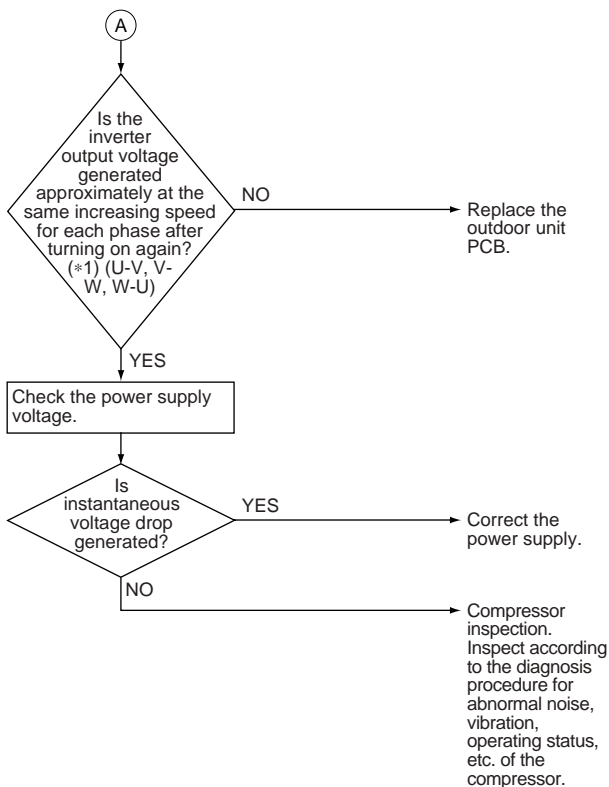 A
Is the
inverter
output voltage
generated
approximately at the
same increasing speed
for each phase after
turning on again?
(*1) (U-V, V-
W, W-U)
NO
Replace the
outdoor unit
PCB.
YES
Check the power supply
voltage.
Is
instantaneous
voltage drop
generated?
YES
Correct the
power supply.
NO
Compressor
inspection.
Inspect according
to the diagnosis
procedure for
abnormal noise,
vibration,
operating status,
etc. of the
compressor.